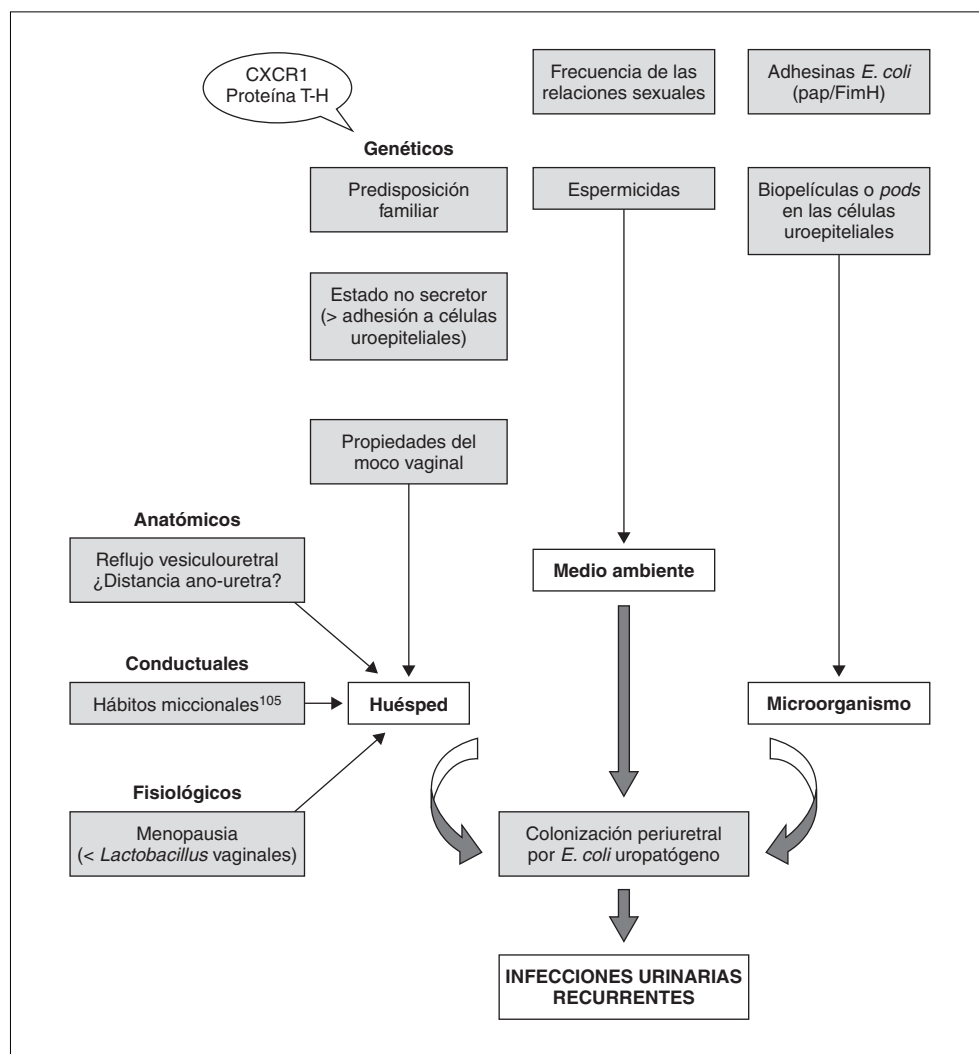 CXCR1
Proteína T-H
Frecuencia de las
relaciones sexuales
Adhesinas E. coli
(pap/FimH)
Genéticos
Predisposición
familiar
Espermicidas
Biopelículas o pods
en las células
uroepiteliales
Estado no secretor
(> adhesión a células
uroepiteliales)
Propiedades del
moco vaginal
Anatómicos
Reflujo vesiculouretral
¿Distancia ano-uretra?
Medio ambiente
Conductuales
Hábitos miccionales105
Huésped
Microorganismo
Fisiológicos
Menopausia
(< Lactobacillus vaginales)
Colonización periuretral
por E. coli uropatógeno
INFECCIONES URINARIAS
RECURRENTES